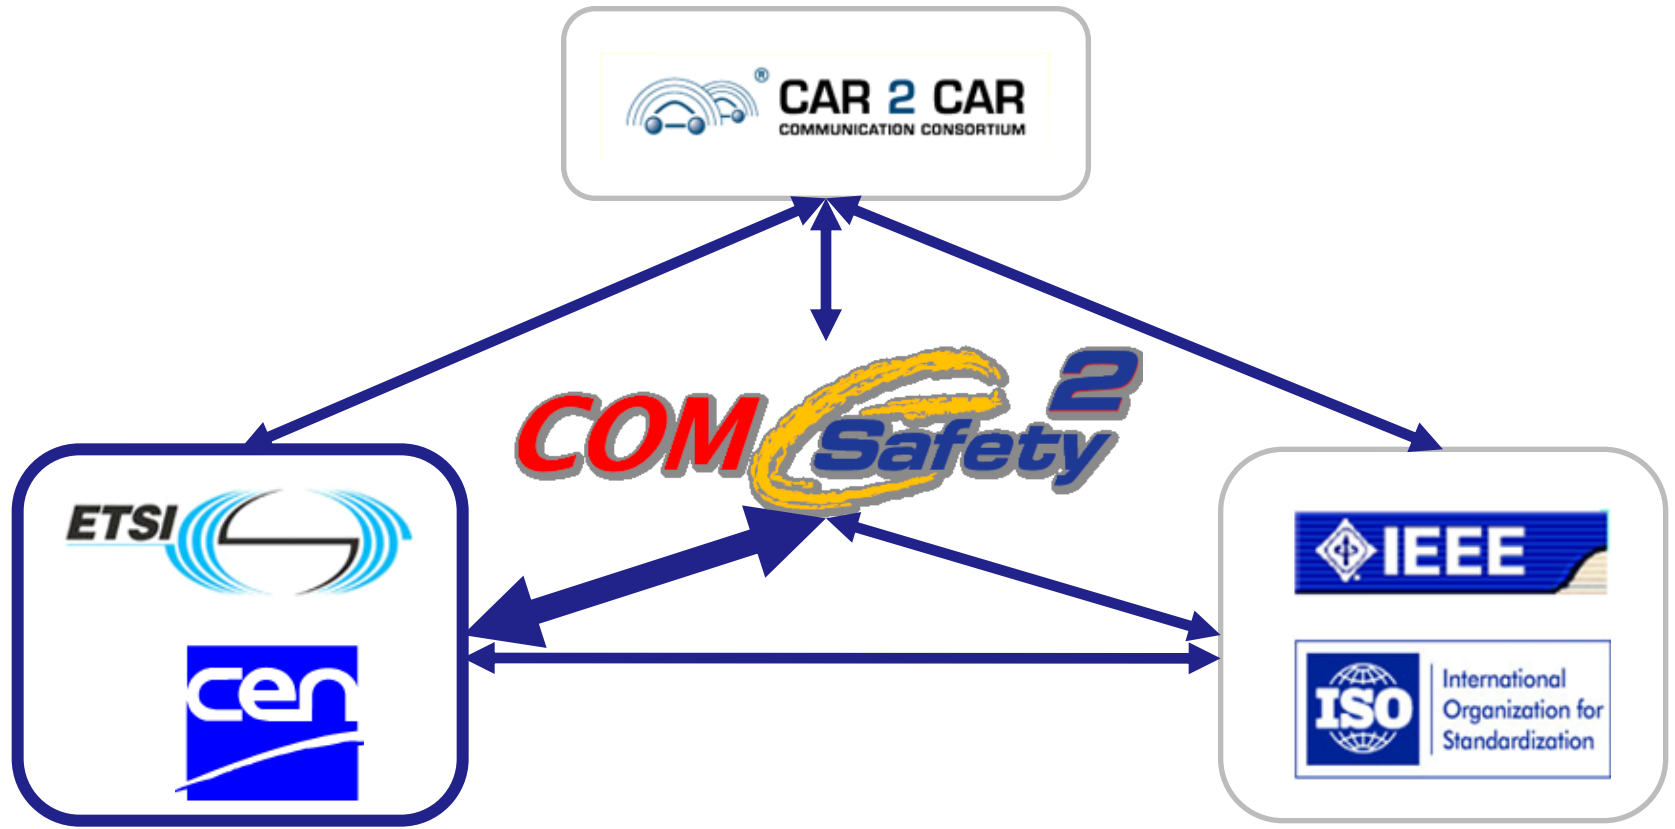 ®
CAR 2 CAR
COMMUNICATION CONSORTIUM
COM Safety 2
ETSI
cen
IEEE
ISO
International
Organization for
Standardization